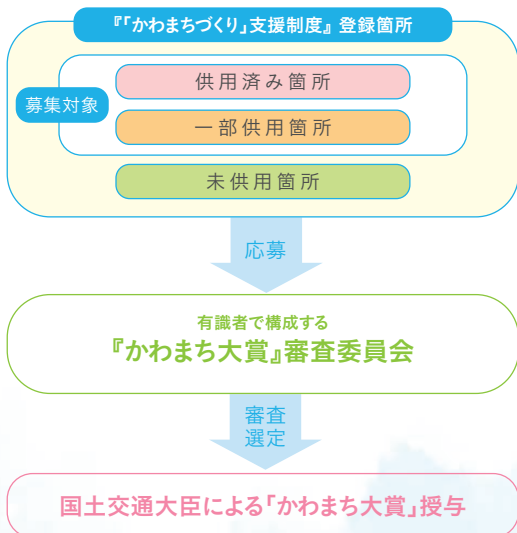 『「かわまちづくり」支援制度』登録箇所
募集対象
供用済み箇所
一部供用箇所
未供用箇所
応募
有識者で構成する
『かわまち大賞』審査委員会
審査
選定
国土交通大臣による「かわまち大賞」授与